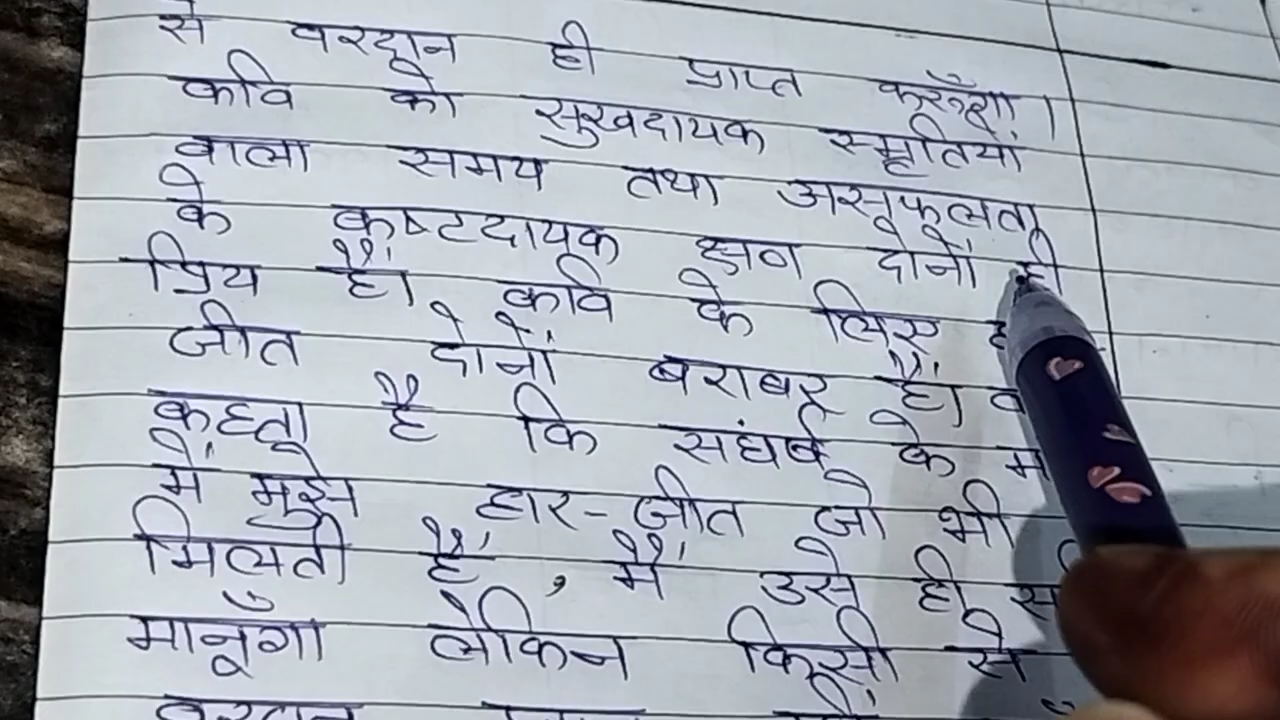 से वरदान ही प्राप्त करूँगा।
कवि को सुखदायक स्मृतियों
वाला समय तथा असफलता
के कष्टदायक क्षण दोनों ही
प्रिय हैं। कवि के लिए
जीत दोनों बराबर हैं।
कहता है कि संघर्ष के
में मुझे हार-जीत जो भी
मिलती हैं, मैं उसे ही
मानूँगा लेकिन किसी से